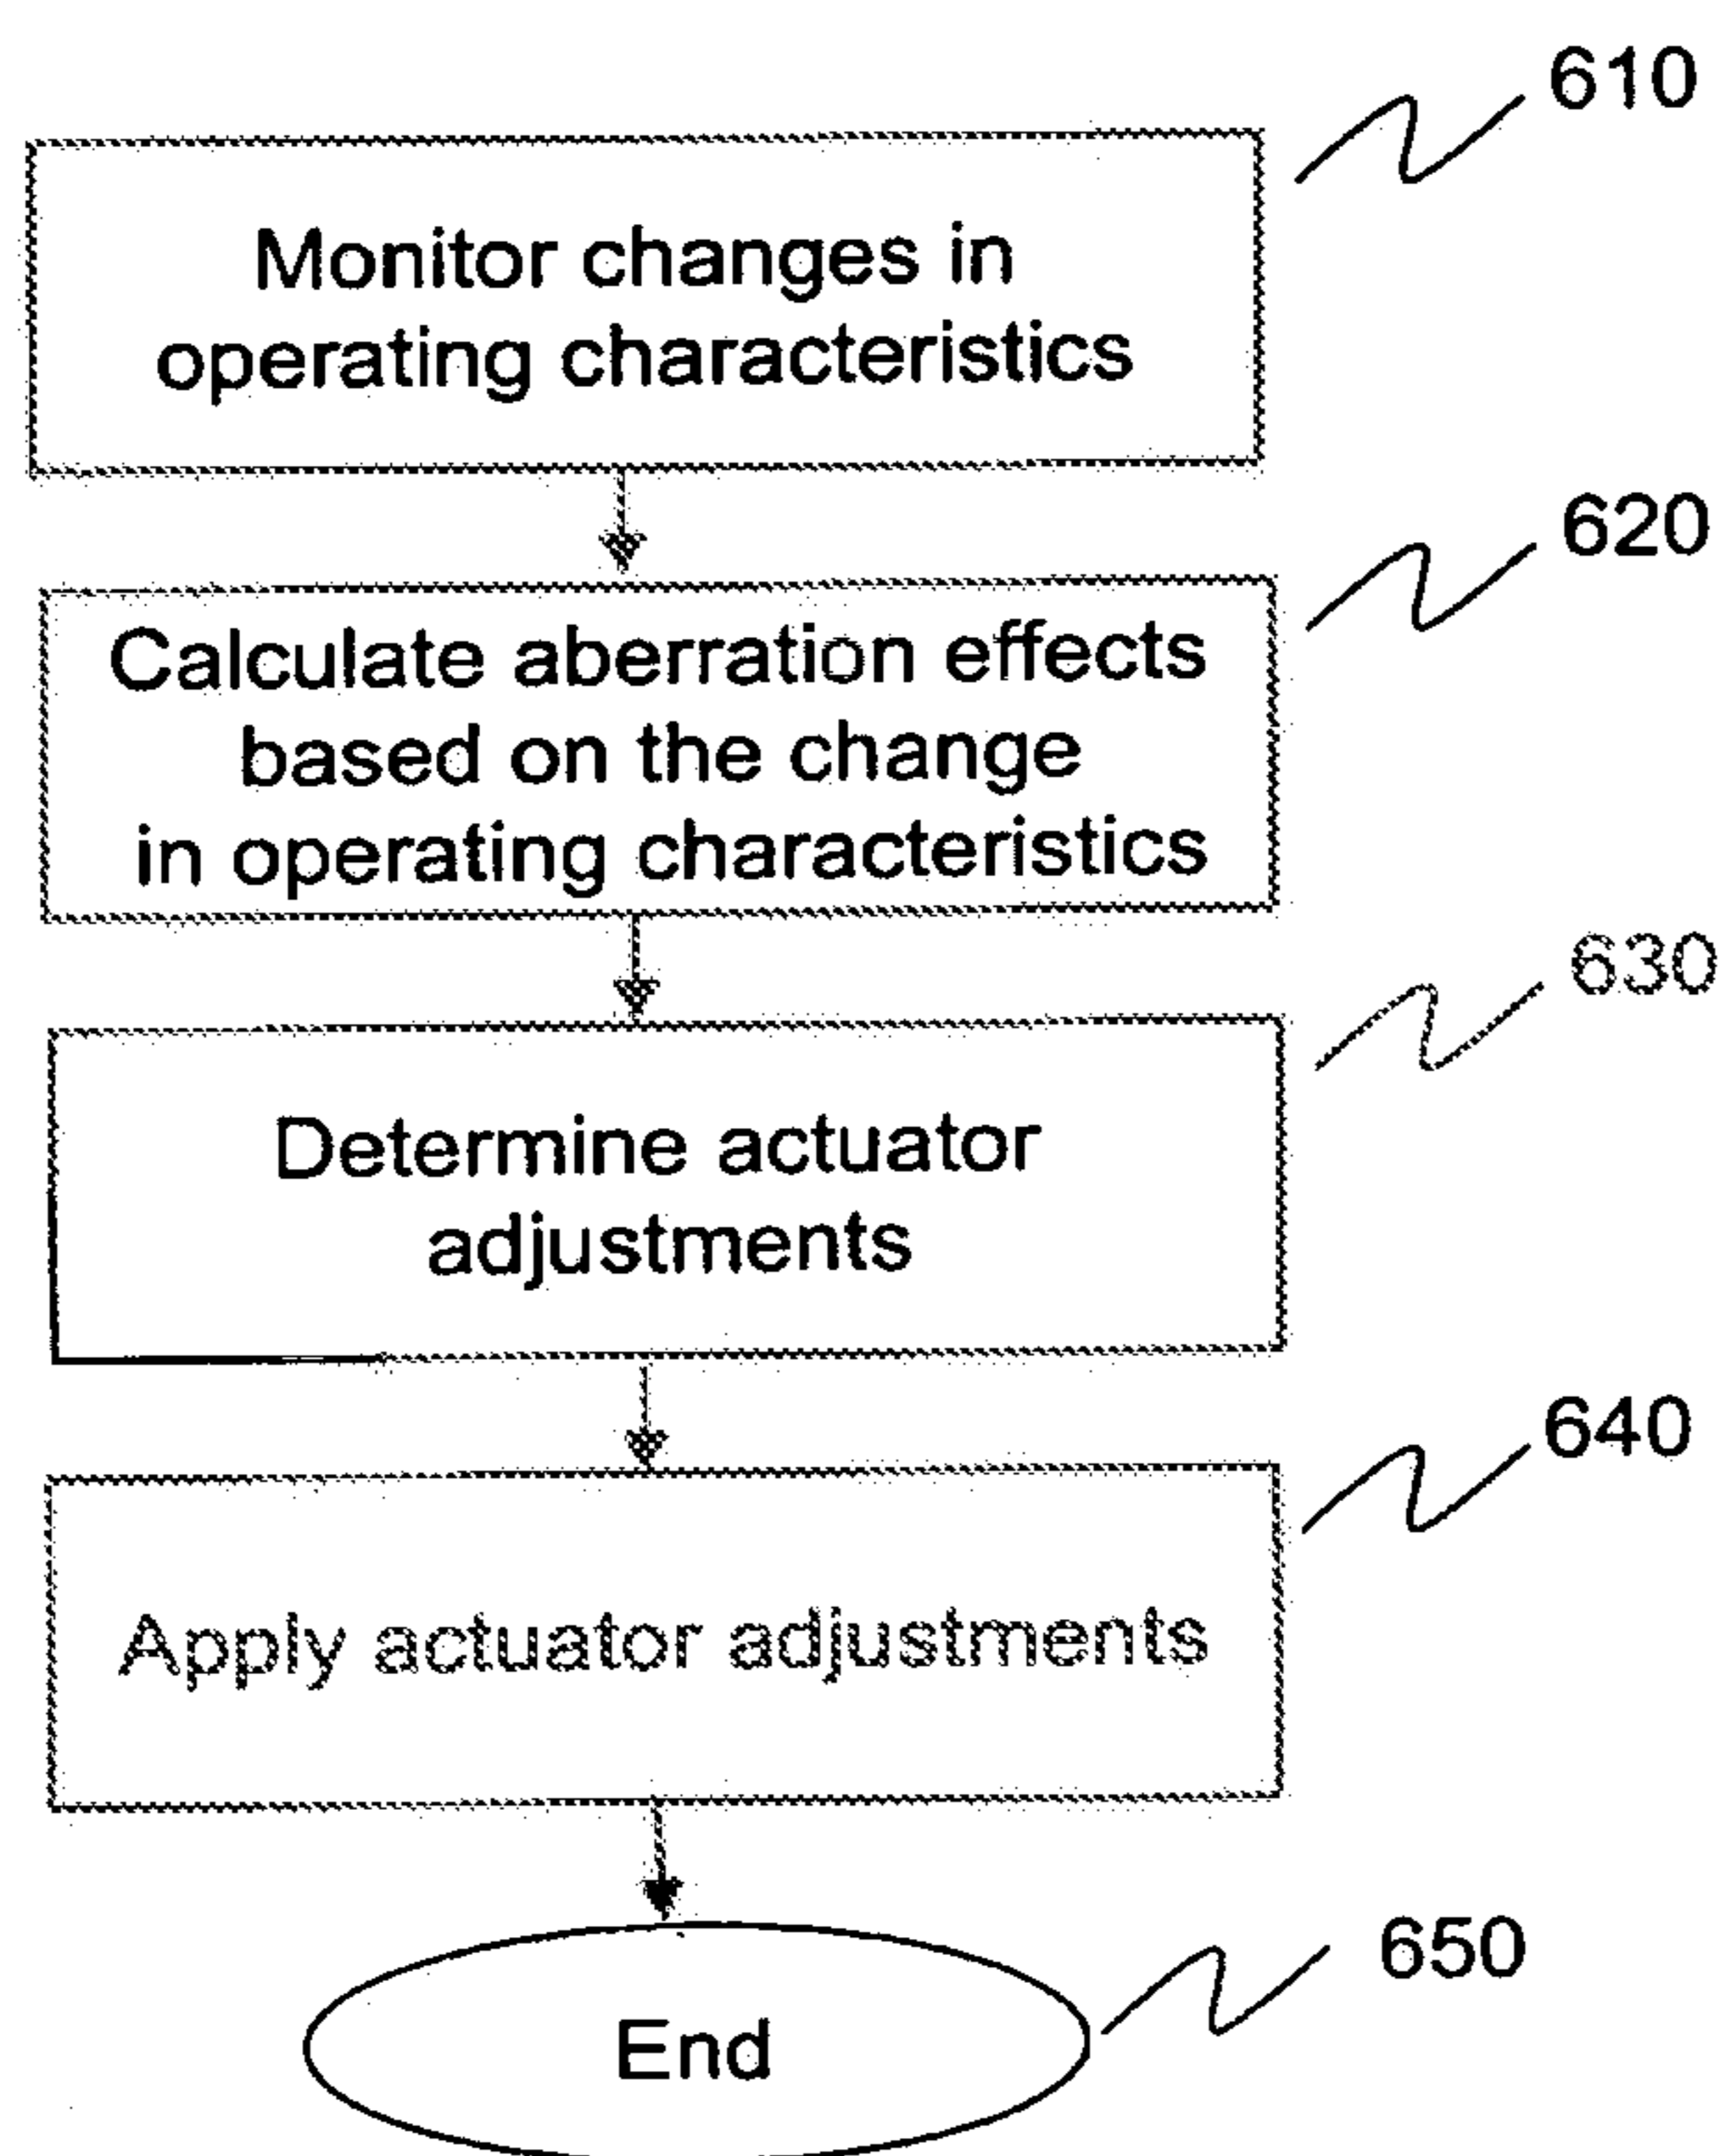 610
Monitor changes in
operating characteristics
620
Calculate aberration effects
based on the change
in operating characteristics
630
Determine actuator
adjustments
640
Apply actuator adjustments
650
End